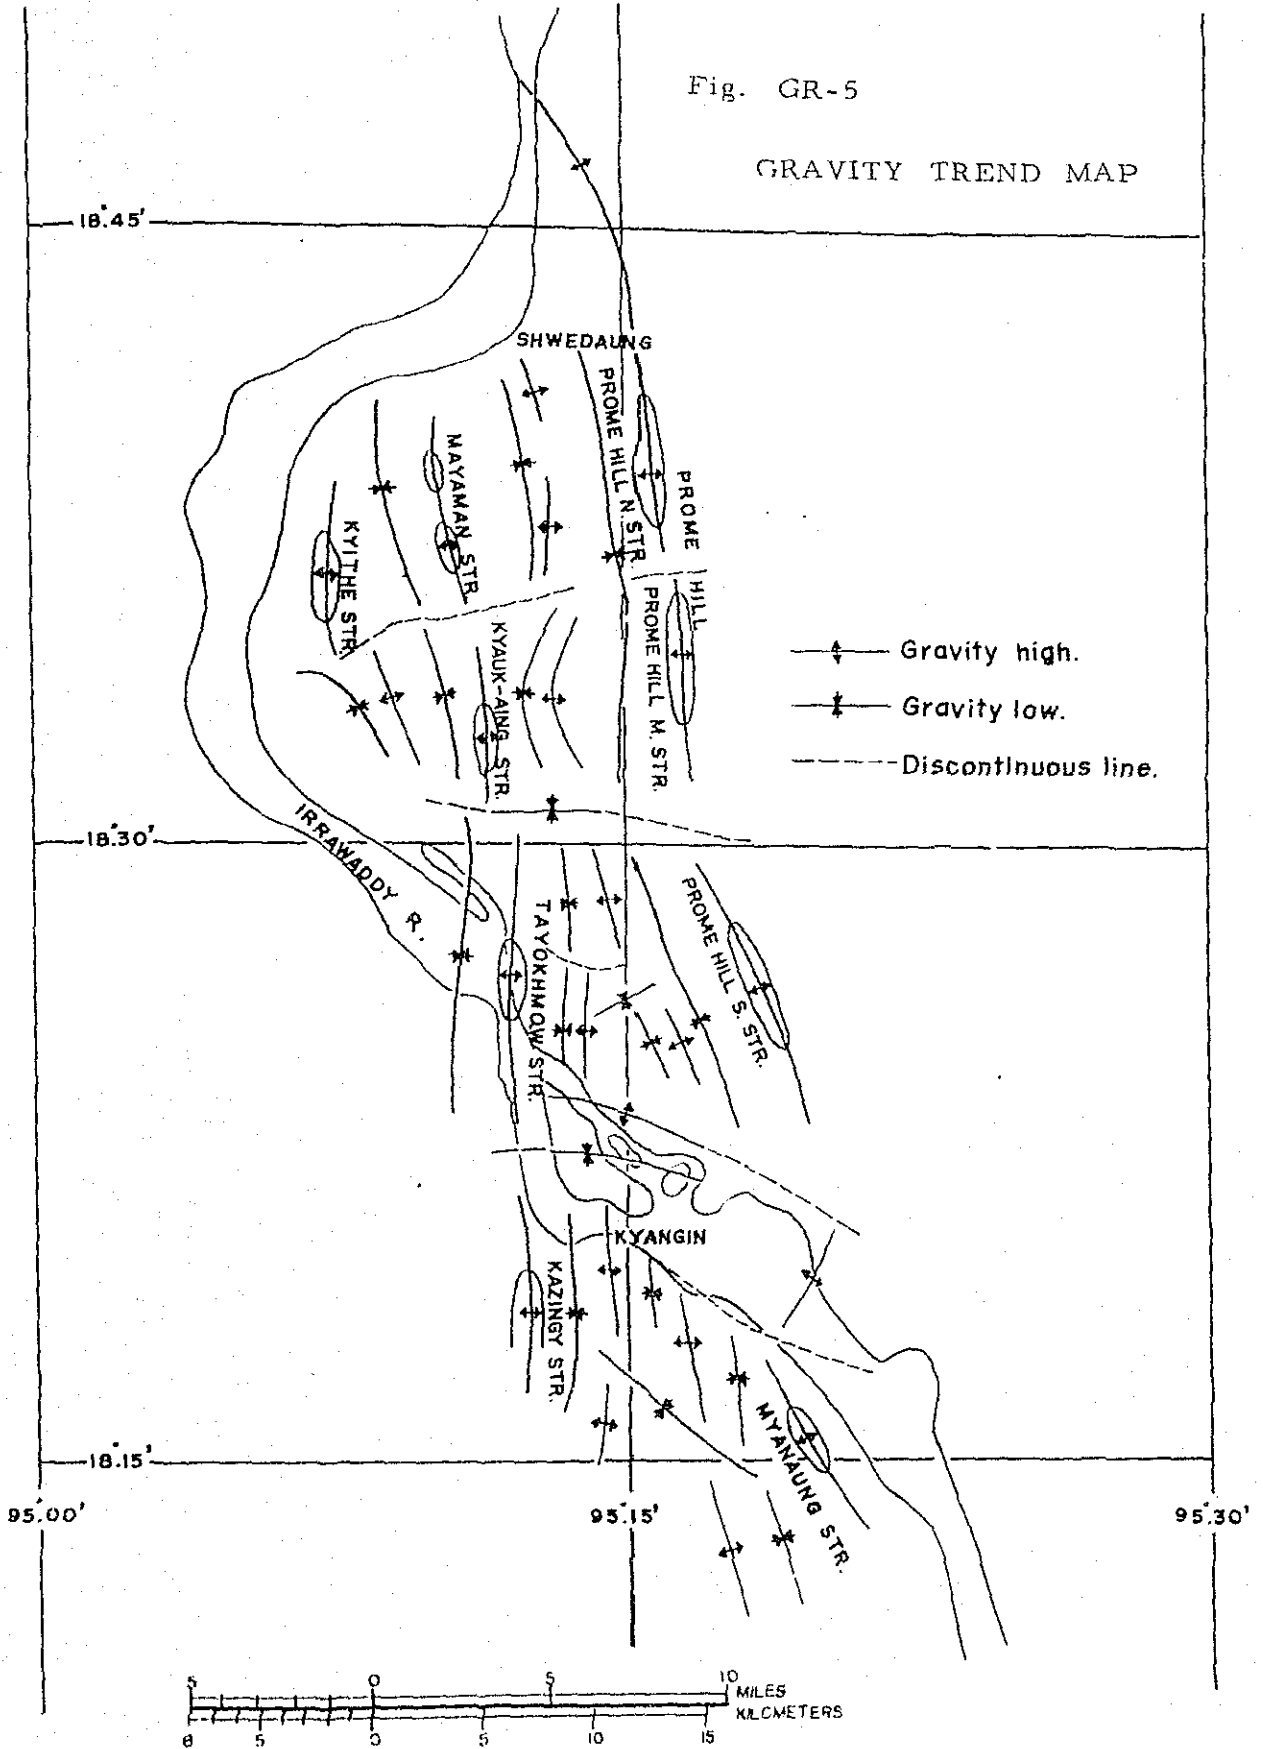 Fig. GR-5
GRAVITY TREND MAP
18°45'
SHWEDAUNG
PROME HILL N. STR.
PROME HILL
MAYAMAN STR.
KYITHE STR.
PROME HILL M. STR.
KYAUK-AING STR.
Gravity high.
Gravity low.
Discontinuous line.
18°30'
IRRAWADDY R.
TAYOKHMOW STR.
PROME HILL S. STR.
KYANGIN
KAZINGY STR.
MYANAUNG STR.
18°15'
95°00'
95°15'
95°30'
5 0 5 10
MILES
KILOMETERS
8 5 0 5 10 15